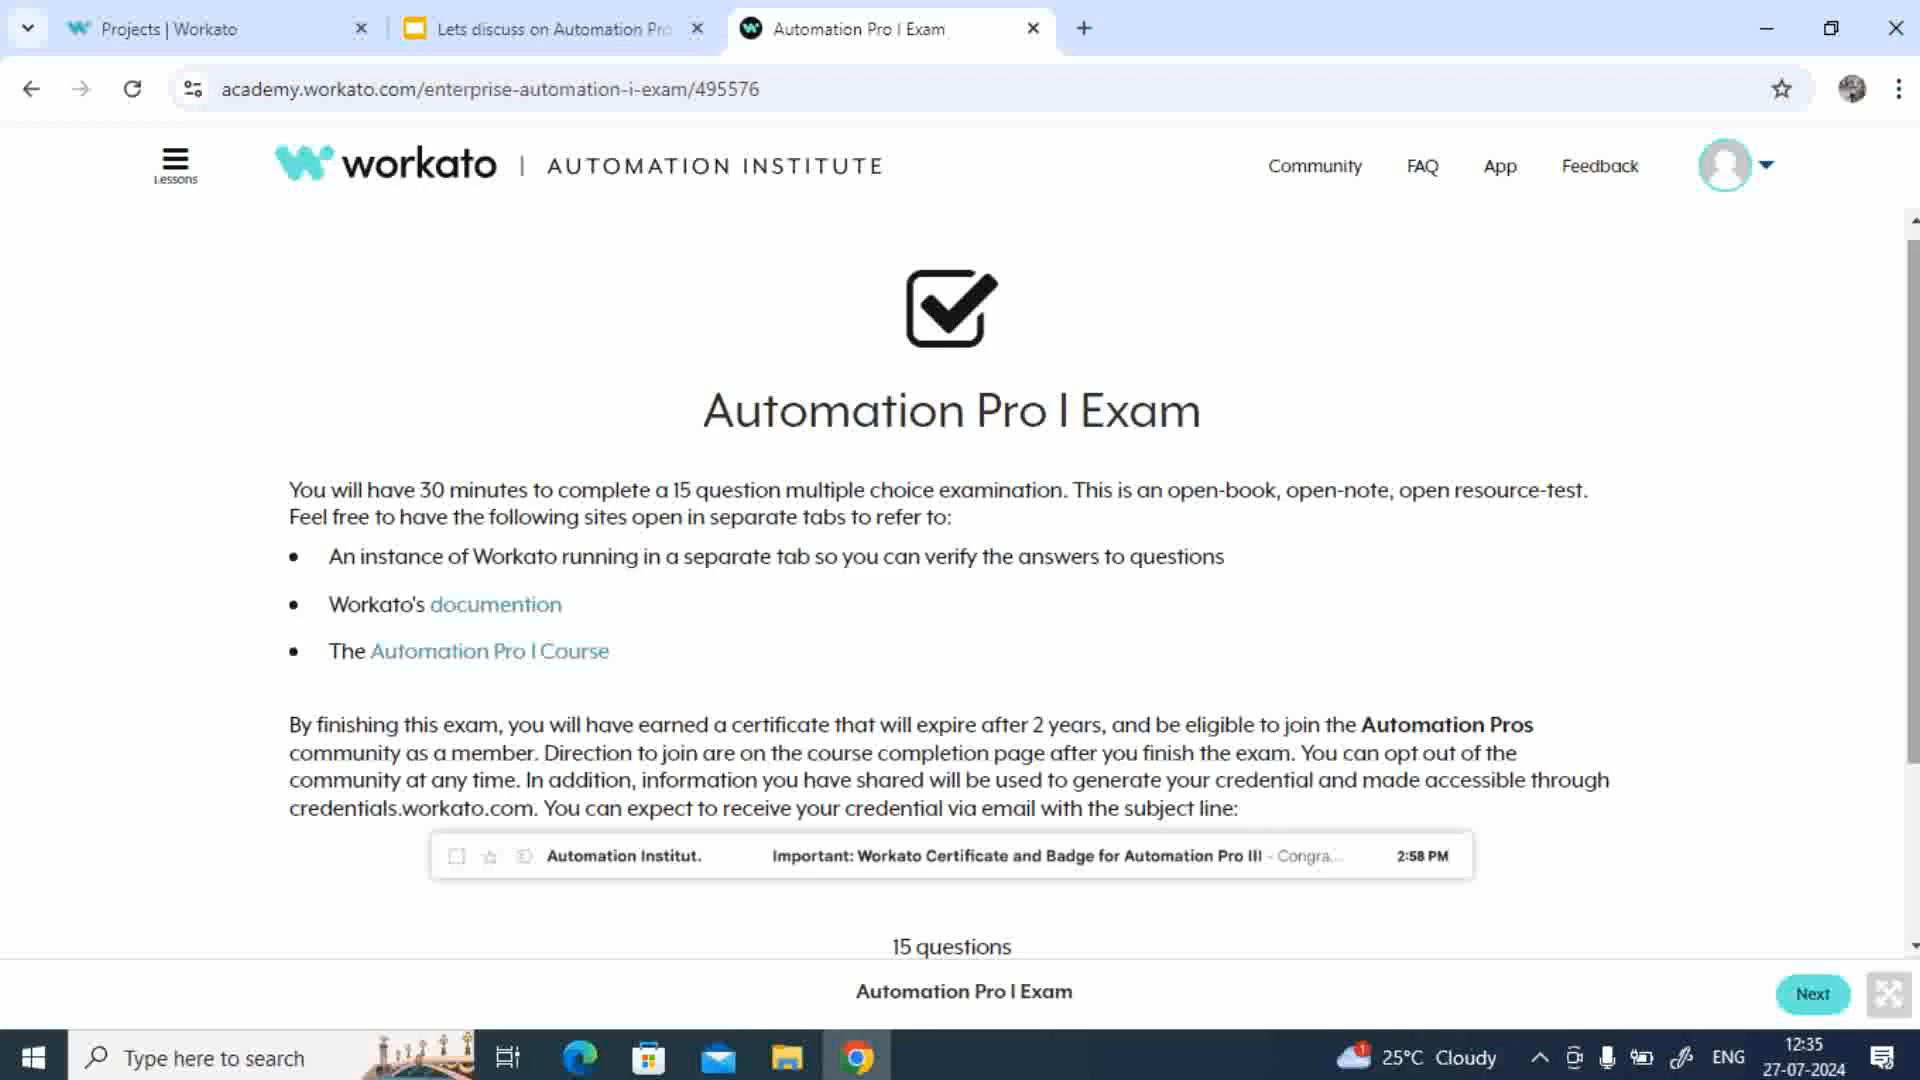 Projects | Workato
Lets discuss on Automation Pro
Automation Pro I Exam
academy.workato.com/enterprise-automation-i-exam/495576
Lessons
workato | AUTOMATION INSTITUTE
Community FAQ App Feedback
Automation Pro I Exam
You will have 30 minutes to complete a 15 question multiple choice examination. This is an open-book, open-note, open resource-test.
Feel free to have the following sites open in separate tabs to refer to:
• An instance of Workato running in a separate tab so you can verify the answers to questions
• Workato's documention
• The Automation Pro I Course
By finishing this exam, you will have earned a certificate that will expire after 2 years, and be eligible to join the Automation Pros
community as a member. Direction to join are on the course completion page after you finish the exam. You can opt out of the
community at any time. In addition, information you have shared will be used to generate your credential and made accessible through
credentials.workato.com. You can expect to receive your credential via email with the subject line:
Automation Institut. Important: Workato Certificate and Badge for Automation Pro III - Congra... 2:58 PM
15 questions
Automation Pro I Exam
Next
Type here to search
1
25°C Cloudy
ENG
12:35
27-07-2024